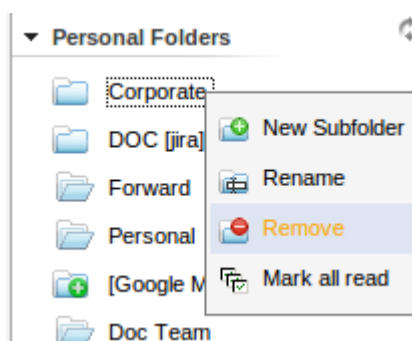 Personal Folders
Corporate
DOC [jira]
Forward
Personal
[Google M
Doc Team
New Subfolder
Rename
Remove
Mark all read